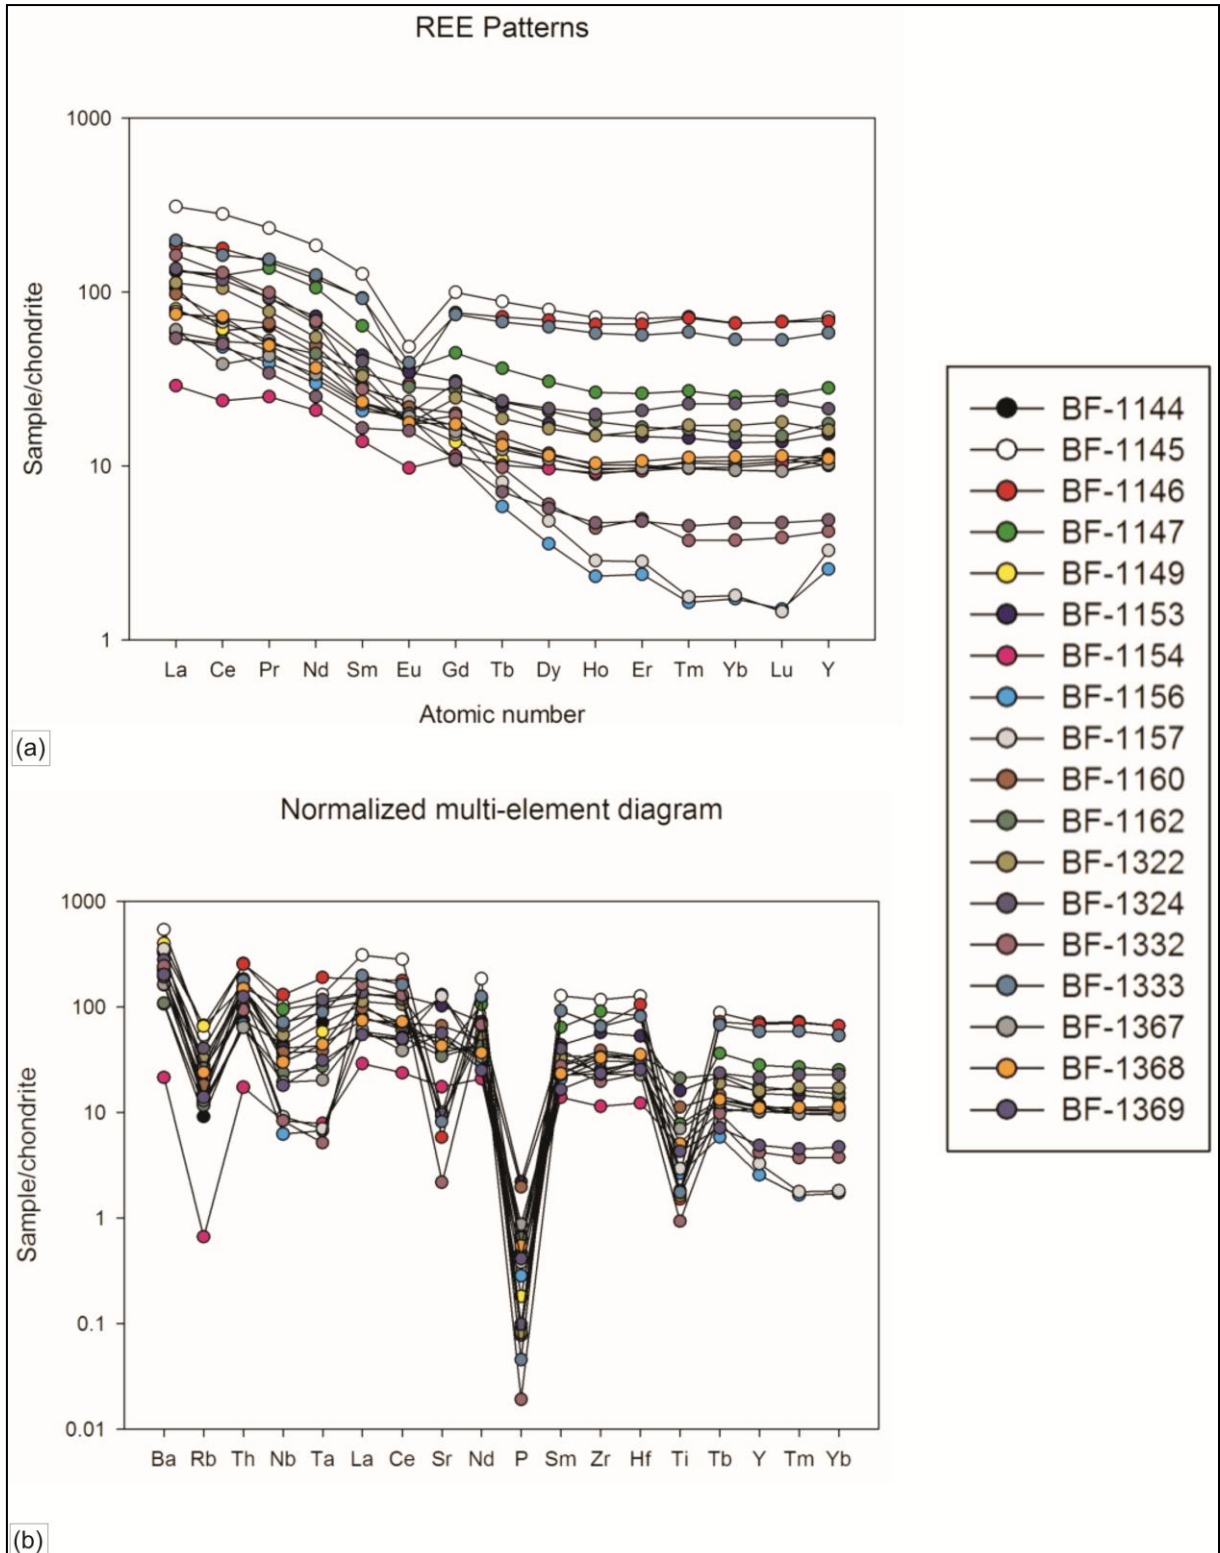 REE Patterns
1000
100
10
1
Sample/chondrite
La Ce Pr Nd Sm Eu Gd Tb Dy Ho Er Tm Yb Lu Y
Atomic number
(a)
Normalized multi-element diagram
1000
100
10
1
0.1
0.01
Sample/chondrite
Ba Rb Th Nb Ta La Ce Sr Nd P Sm Zr Hf Ti Tb Y Tm Yb
(b)
BF-1144
BF-1145
BF-1146
BF-1147
BF-1149
BF-1153
BF-1154
BF-1156
BF-1157
BF-1160
BF-1162
BF-1322
BF-1324
BF-1332
BF-1333
BF-1367
BF-1368
BF-1369